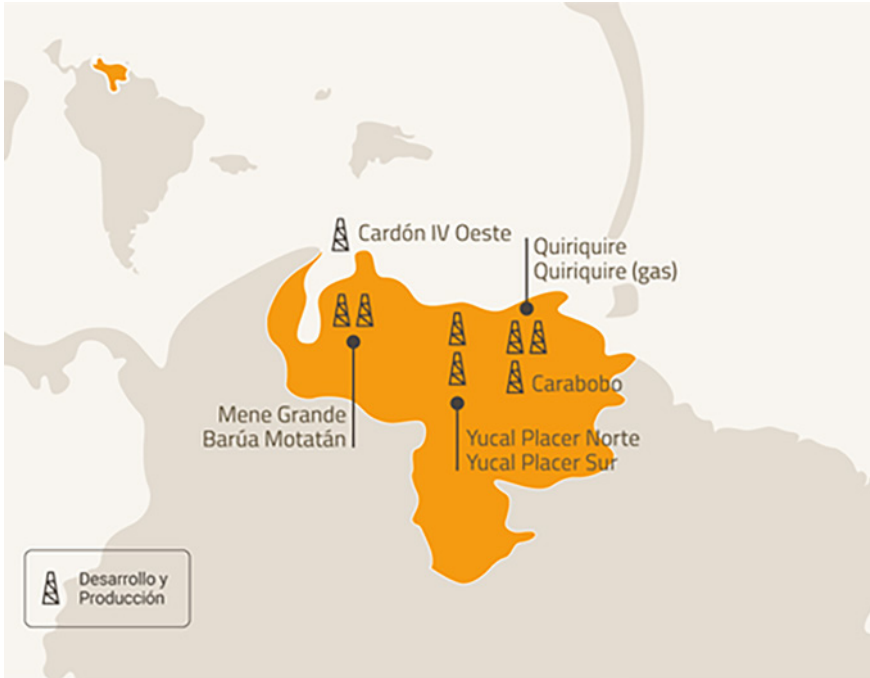 Cardón IV Oeste
Quiriquire
Quiriquire (gas)
Carabobo
Mene Grande
Barúa Motatán
Yucal Placer Norte
Yucal Placer Sur
Desarrollo y
Producción